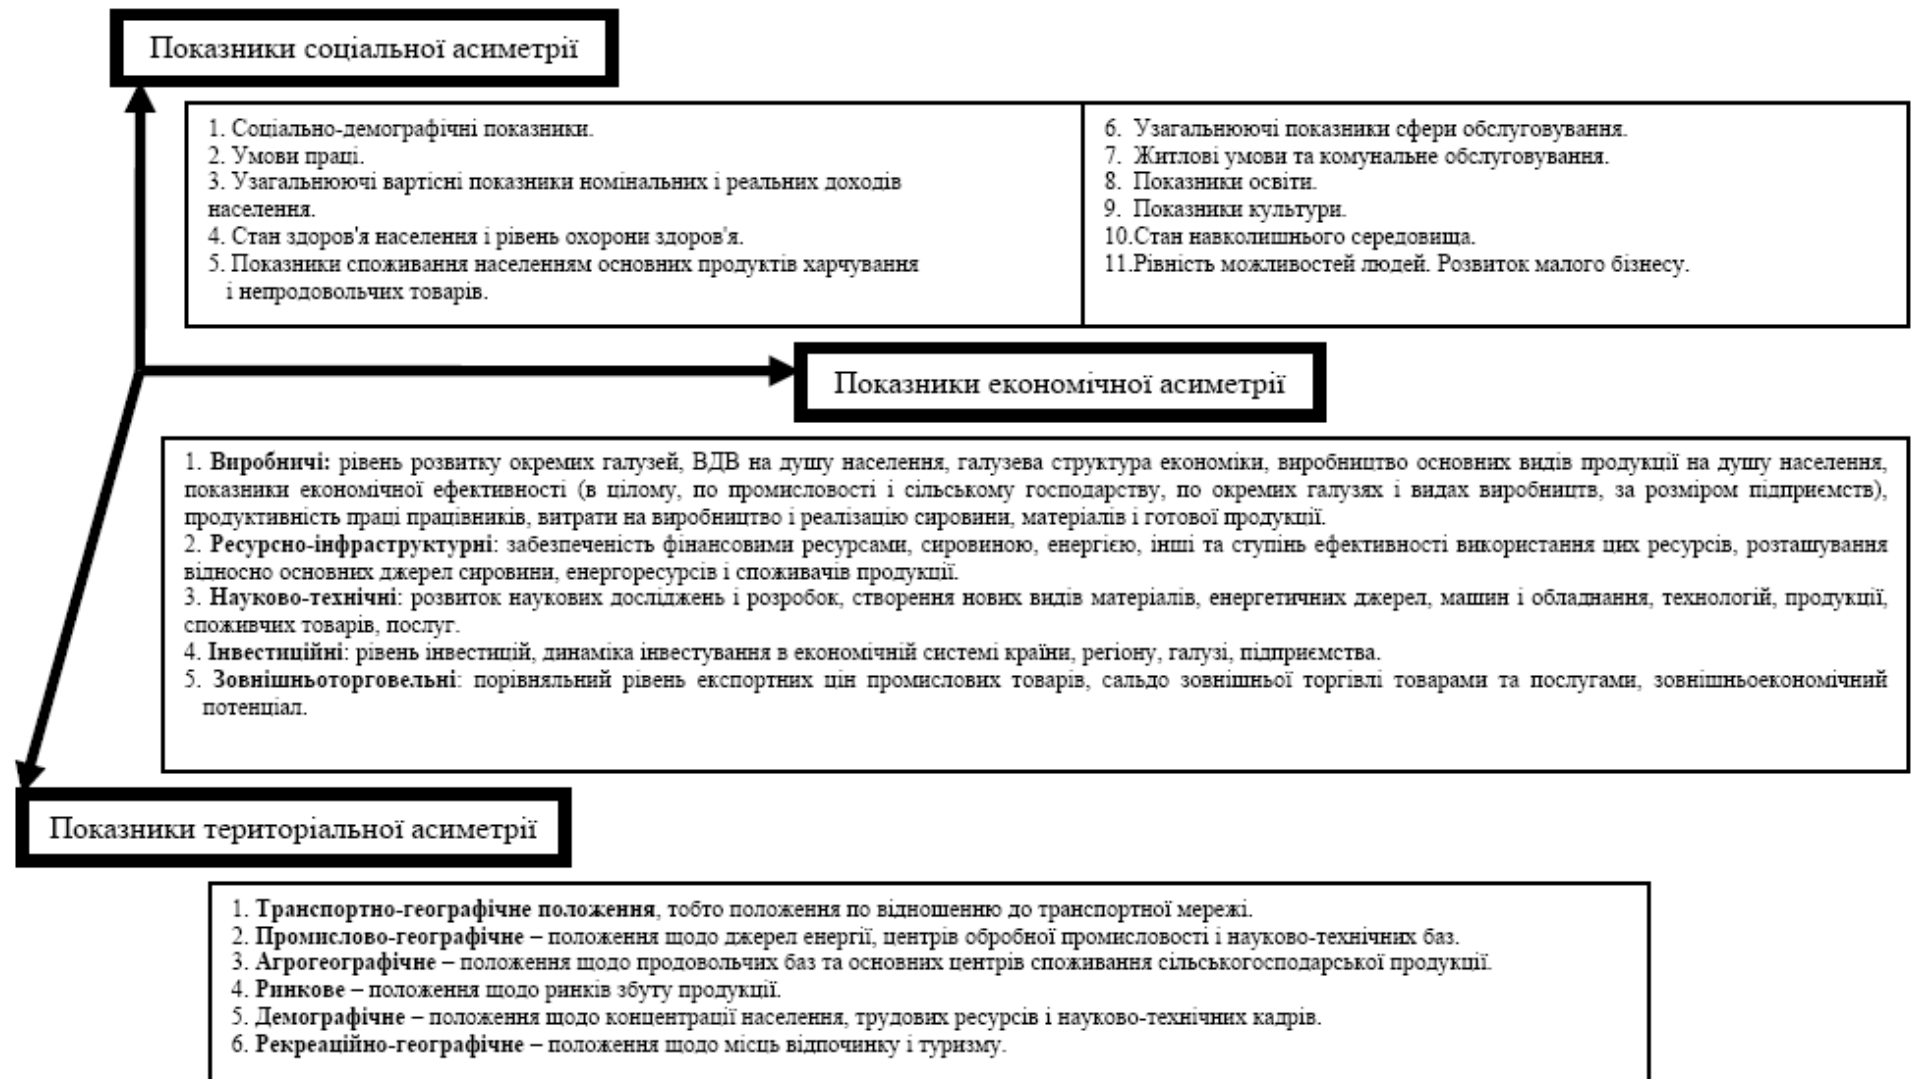 Показники соціальної асиметрії
1. Соціально-демографічні показники.
2. Умови праці.
3. Узагальнюючі вартісні показники номінальних і реальних доходів
населення.
4. Стан здоров'я населення і рівень охорони здоров'я.
5. Показники споживання населенням основних продуктів харчування
і непродовольчих товарів.
6. Узагальнюючі показники сфери обслуговування.
7. Житлові умови та комунальне обслуговування.
8. Показники освіти.
9. Показники культури.
10.Стан навколишнього середовища.
11.Рівність можливостей людей. Розвиток малого бізнесу.
Показники економічної асиметрії
1. Виробничі: рівень розвитку окремих галузей, ВДВ на душу населення, галузева структура економіки, виробництво основних видів продукції на душу населення,
показники економічної ефективності (в цілому, по промисловості і сільському господарству, по окремих галузях і видах виробництв, за розміром підприємств),
продуктивність праці працівників, витрати на виробництво і реалізацію сировини, матеріалів і готової продукції.
2. Ресурсно-інфраструктурні: забезпеченість фінансовими ресурсами, сировиною, енергією, інші та ступінь ефективності використання цих ресурсів, розташування
відносно основних джерел сировини, енергоресурсів і споживачів продукції.
3. Науково-технічні: розвиток наукових досліджень і розробок, створення нових видів матеріалів, енергетичних джерел, машин і обладнання, технологій, продукції,
споживчих товарів, послуг.
4. Інвестиційні: рівень інвестицій, динаміка інвестування в економічній системі країни, регіону, галузі, підприємства.
5. Зовнішньоторговельні: порівняльний рівень експортних цін промислових товарів, сальдо зовнішньої торгівлі товарами та послугами, зовнішньоекономічний
потенціал.
Показники територіальної асиметрії
1. Транспортно-географічне положення, тобто положення по відношенню до транспортної мережі.
2. Промислово-географічне – положення щодо джерел енергії, центрів обробної промисловості і науково-технічних баз.
3. Агрогеографічне – положення щодо продовольчих баз та основних центрів споживання сільськогосподарської продукції.
4. Ринкове – положення щодо ринків збуту продукції.
5. Демографічне – положення щодо концентрації населення, трудових ресурсів і науково-технічних кадрів.
6. Рекреаційно-географічне – положення щодо місць відпочинку і туризму.